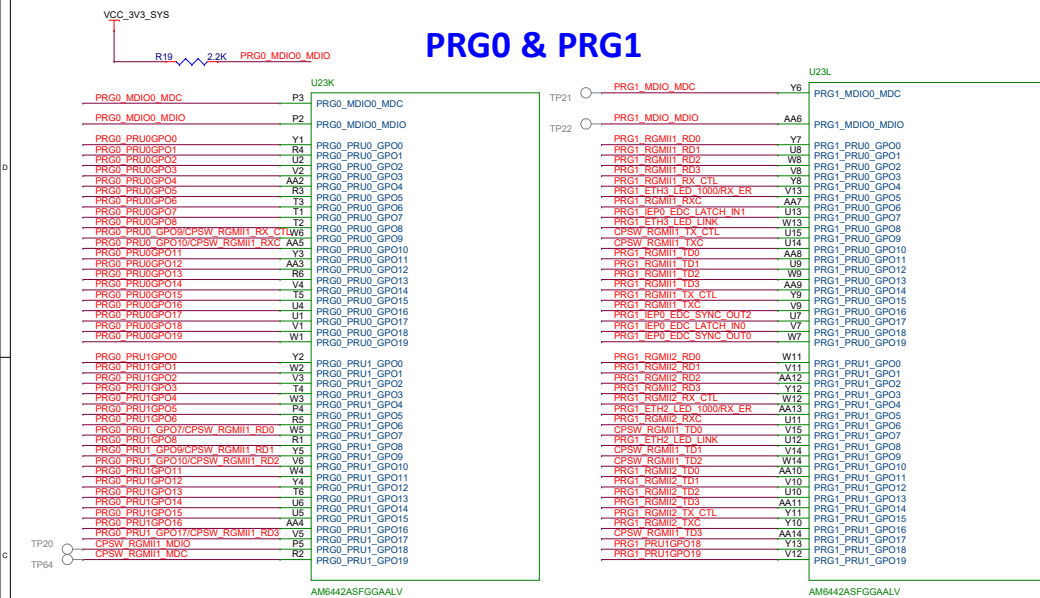 VCC_3V3_SYS
PRG0 & PRG1
R19 2.2K PRG0_MDIO0_MDIO
U23K
PRG0_MDIO0_MDC P3 PRG0_MDIO0_MDC
PRG0_MDIO0_MDIO P2 PRG0_MDIO0_MDIO
PRG0_PRU0GPO0 Y1 PRG0_PRU0_GPO0
PRG0_PRU0GPO1 R4 PRG0_PRU0_GPO1
PRG0_PRU0GPO2 U2 PRG0_PRU0_GPO2
PRG0_PRU0GPO3 V2 PRG0_PRU0_GPO3
PRG0_PRU0GPO4 AA2 PRG0_PRU0_GPO4
PRG0_PRU0GPO5 R3 PRG0_PRU0_GPO5
PRG0_PRU0GPO6 T3 PRG0_PRU0_GPO6
PRG0_PRU0GPO7 T1 PRG0_PRU0_GPO7
PRG0_PRU0GPO8 T2 PRG0_PRU0_GPO8
PRG0_PRU0_GPO9/CPSW_RGMII1_RX_CTL W6 PRG0_PRU0_GPO9
PRG0_PRU0_GPO10/CPSW_RGMII1_RXC AA5 PRG0_PRU0_GPO10
PRG0_PRU0GPO11 Y3 PRG0_PRU0_GPO11
PRG0_PRU0GPO12 AA3 PRG0_PRU0_GPO12
PRG0_PRU0GPO13 R6 PRG0_PRU0_GPO13
PRG0_PRU0GPO14 V4 PRG0_PRU0_GPO14
PRG0_PRU0GPO15 T5 PRG0_PRU0_GPO15
PRG0_PRU0GPO16 U4 PRG0_PRU0_GPO16
PRG0_PRU0GPO17 U1 PRG0_PRU0_GPO17
PRG0_PRU0GPO18 V1 PRG0_PRU0_GPO18
PRG0_PRU0GPO19 W1 PRG0_PRU0_GPO19
PRG0_PRU1GPO0 Y2 PRG0_PRU1_GPO0
PRG0_PRU1GPO1 W2 PRG0_PRU1_GPO1
PRG0_PRU1GPO2 V3 PRG0_PRU1_GPO2
PRG0_PRU1GPO3 T4 PRG0_PRU1_GPO3
PRG0_PRU1GPO4 W3 PRG0_PRU1_GPO4
PRG0_PRU1GPO5 P4 PRG0_PRU1_GPO5
PRG0_PRU1GPO6 R5 PRG0_PRU1_GPO6
PRG0_PRU1_GPO7/CPSW_RGMII1_RD0 W5 PRG0_PRU1_GPO7
PRG0_PRU1GPO8 R1 PRG0_PRU1_GPO8
PRG0_PRU1_GPO9/CPSW_RGMII1_RD1 Y5 PRG0_PRU1_GPO9
PRG0_PRU1_GPO10/CPSW_RGMII1_RD2 V6 PRG0_PRU1_GPO10
PRG0_PRU1GPO11 W4 PRG0_PRU1_GPO11
PRG0_PRU1GPO12 Y4 PRG0_PRU1_GPO12
PRG0_PRU1GPO13 T6 PRG0_PRU1_GPO13
PRG0_PRU1GPO14 U6 PRG0_PRU1_GPO14
PRG0_PRU1GPO15 U5 PRG0_PRU1_GPO15
PRG0_PRU1GPO16 AA4 PRG0_PRU1_GPO16
PRG0_PRU1_GPO17/CPSW_RGMII1_RD3 V5 PRG0_PRU1_GPO17
TP20 CPSW_RGMII1_MDIO P5 PRG0_PRU1_GPO18
TP64 CPSW_RGMII1_MDC R2 PRG0_PRU1_GPO19
AM6442ASFGGAALV
U23L
TP21 PRG1_MDIO_MDC Y6 PRG1_MDIO0_MDC
TP22 PRG1_MDIO_MDIO AA6 PRG1_MDIO0_MDIO
PRG1_RGMII1_RD0 Y7 PRG1_PRU0_GPO0
PRG1_RGMII1_RD1 U8 PRG1_PRU0_GPO1
PRG1_RGMII1_RD2 W8 PRG1_PRU0_GPO2
PRG1_RGMII1_RD3 V8 PRG1_PRU0_GPO3
PRG1_RGMII1_RX_CTL Y8 PRG1_PRU0_GPO4
PRG1_ETH3_LED_1000/RX_ER V13 PRG1_PRU0_GPO5
PRG1_RGMII1_RXC AA7 PRG1_PRU0_GPO6
PRG1_IEP0_EDC_LATCH_IN1 U13 PRG1_PRU0_GPO7
PRG1_ETH3_LED_LINK W13 PRG1_PRU0_GPO8
CPSW_RGMII1_TX_CTL U15 PRG1_PRU0_GPO9
CPSW_RGMII1_TXC U14 PRG1_PRU0_GPO10
PRG1_RGMII1_TD0 AA8 PRG1_PRU0_GPO11
PRG1_RGMII1_TD1 U9 PRG1_PRU0_GPO12
PRG1_RGMII1_TD2 W9 PRG1_PRU0_GPO13
PRG1_RGMII1_TD3 AA9 PRG1_PRU0_GPO14
PRG1_RGMII1_TX_CTL Y9 PRG1_PRU0_GPO15
PRG1_RGMII1_TXC V9 PRG1_PRU0_GPO16
PRG1_IEP0_EDC_SYNC_OUT2 U7 PRG1_PRU0_GPO17
PRG1_IEP0_EDC_LATCH_IN0 V7 PRG1_PRU0_GPO18
PRG1_IEP0_EDC_SYNC_OUT0 W7 PRG1_PRU0_GPO19
PRG1_RGMII2_RD0 W11 PRG1_PRU1_GPO0
PRG1_RGMII2_RD1 V11 PRG1_PRU1_GPO1
PRG1_RGMII2_RD2 AA12 PRG1_PRU1_GPO2
PRG1_RGMII2_RD3 Y12 PRG1_PRU1_GPO3
PRG1_RGMII2_RX_CTL W12 PRG1_PRU1_GPO4
PRG1_ETH2_LED_1000/RX_ER AA13 PRG1_PRU1_GPO5
PRG1_RGMII2_RXC U11 PRG1_PRU1_GPO6
CPSW_RGMII1_TD0 V15 PRG1_PRU1_GPO7
PRG1_ETH2_LED_LINK U12 PRG1_PRU1_GPO8
CPSW_RGMII1_TD1 V14 PRG1_PRU1_GPO9
CPSW_RGMII1_TD2 W14 PRG1_PRU1_GPO10
PRG1_RGMII2_TD0 AA10 PRG1_PRU1_GPO11
PRG1_RGMII2_TD1 V10 PRG1_PRU1_GPO12
PRG1_RGMII2_TD2 U10 PRG1_PRU1_GPO13
PRG1_RGMII2_TD3 AA11 PRG1_PRU1_GPO14
PRG1_RGMII2_TX_CTL Y11 PRG1_PRU1_GPO15
PRG1_RGMII2_TXC Y10 PRG1_PRU1_GPO16
CPSW_RGMII1_TD3 AA14 PRG1_PRU1_GPO17
PRG1_PRU1GPO18 Y13 PRG1_PRU1_GPO18
PRG1_PRU1GPO19 V12 PRG1_PRU1_GPO19
AM6442ASFGGAALV
D
C